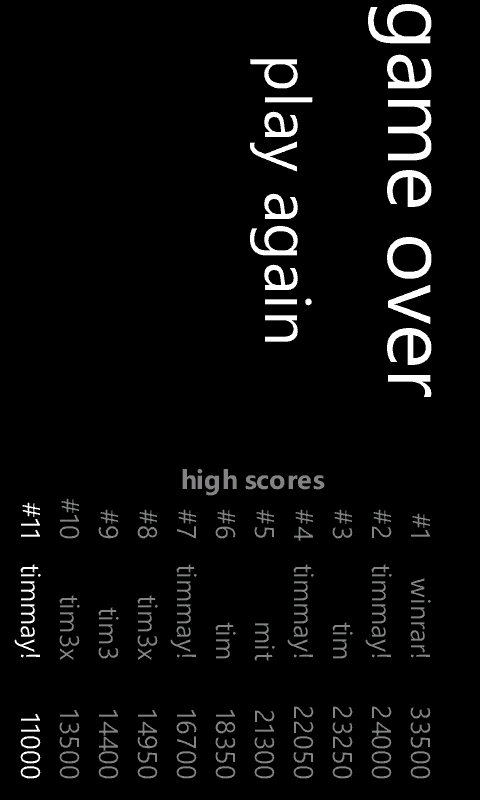 game over
play again
high scores
#1 winrar! 33500
#2 timmay! 24000
#3 tim 23250
#4 timmay! 22050
#5 mit 21300
#6 tim 18350
#7 timmay! 16700
#8 tim3x 14950
#9 tim3 14400
#10 tim3x 13500
#11 timmay! 11000